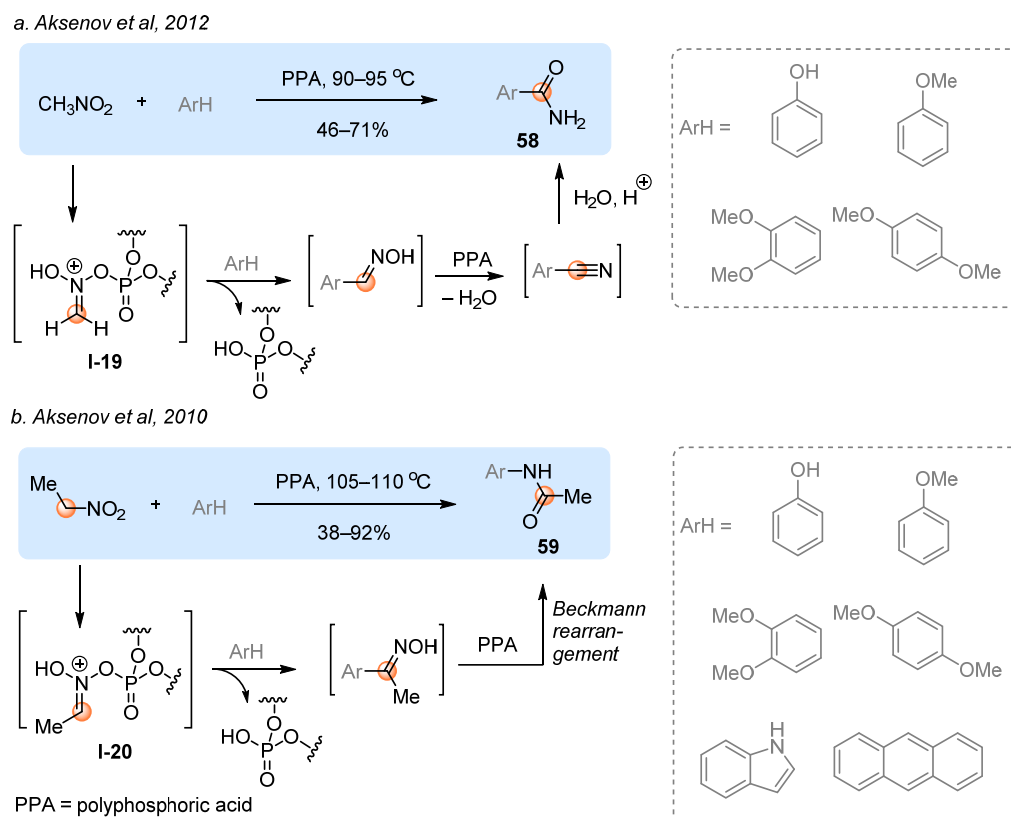 a. Aksenov et al, 2012
CH3NO2 + ArH
PPA, 90–95 oC
46–71%
O
Ar
NH2
58
H2O, H+
HO
+
N
O
P
O
O
O
H H
I-19
ArH
HO
P
O
O
O
NOH
Ar
PPA
– H2O
Ar N
ArH =
OH
OMe
MeO
MeO
MeO
OMe
b. Aksenov et al, 2010
Me
NO2 + ArH
PPA, 105–110 oC
38–92%
Ar NH
Me
O
59
Beckmann
rearran-
gement
HO
+
N
O
P
O
O
O
Me
I-20
ArH
HO
P
O
O
O
NOH
Ar
Me
PPA
ArH =
OH
OMe
MeO
MeO
MeO
OMe
H
N
PPA = polyphosphoric acid